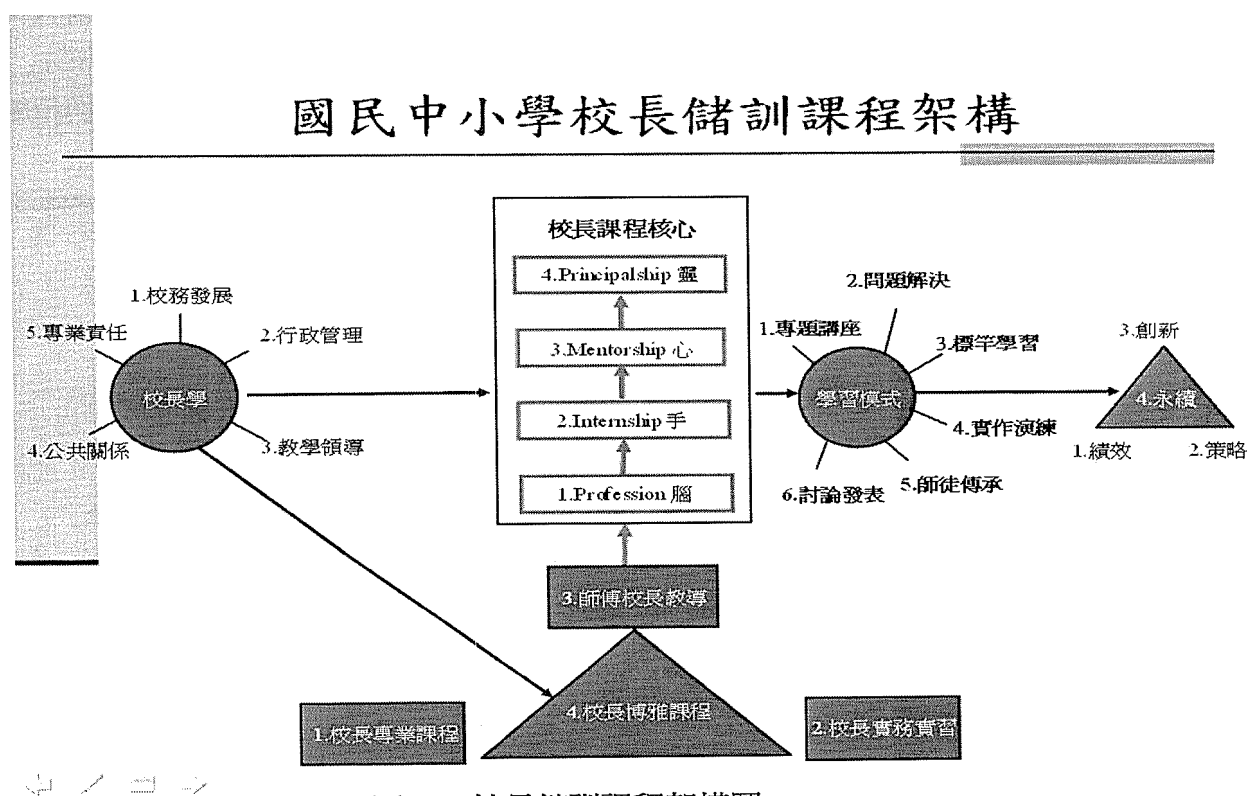 國民中小學校長儲訓課程架構
校長課程核心
4.Principalship 靈
3.Mentorship 心
2.Internship 手
1.Profession 腦
1.校務發展
5.專業責任
2.行政管理
校長學
4.公共關係
3.教學領導
2.問題解決
1.專題講座
3.標竿學習
學習模式
4.實作演練
5.師徒傳承
6.討論發表
3.創新
4.永續
1.績效
2.策略
3.師傅校長教導
4.校長博雅課程
1.校長專業課程
2.校長實務實習